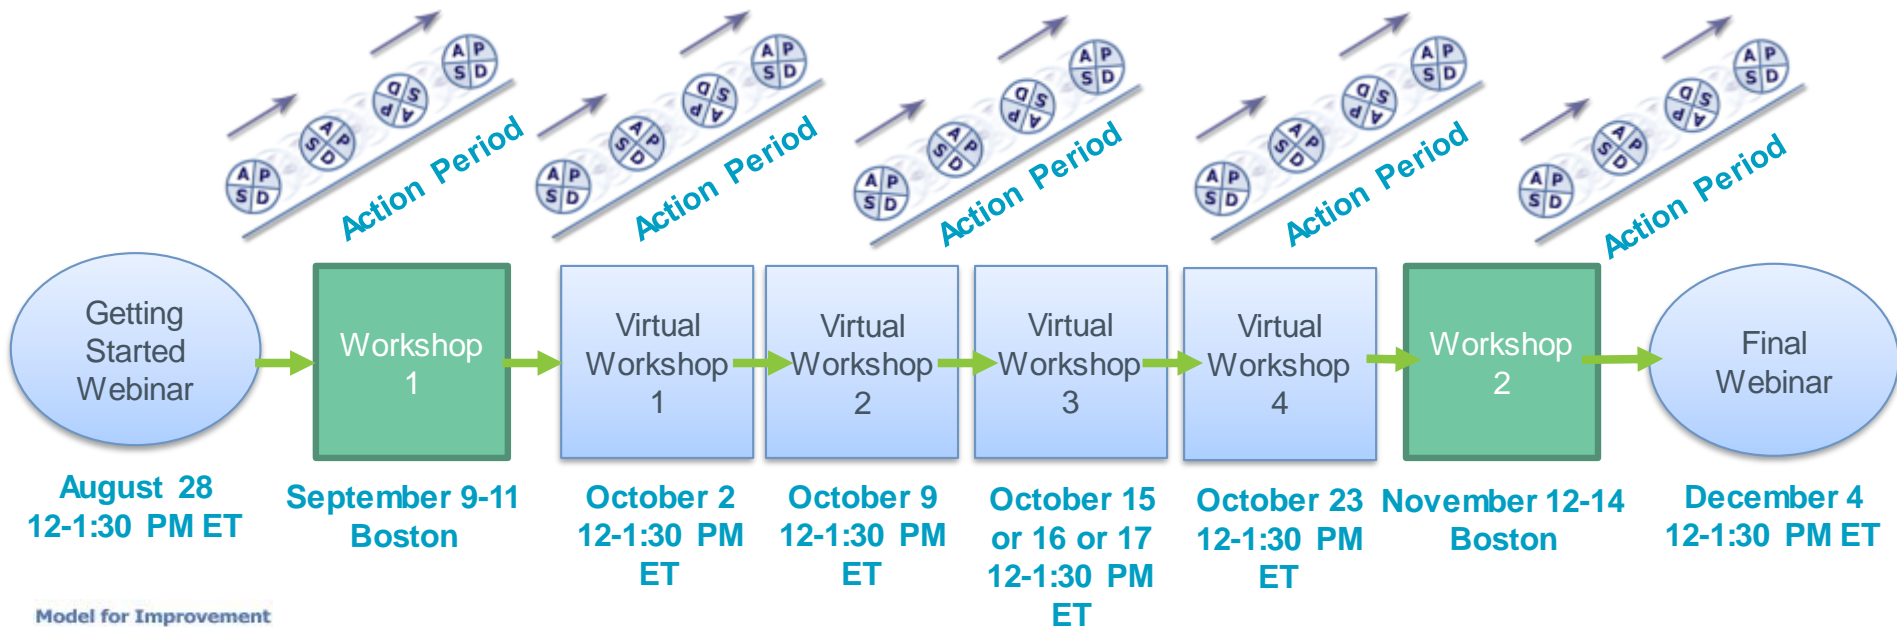 A P
S D
A P
S D
A P
S D
A P
S D
Action Period
A P
S D
A P
S D
A P
S D
A P
S D
Action Period
A P
S D
A P
S D
A P
S D
A P
S D
Action Period
A P
S D
A P
S D
A P
S D
A P
S D
Action Period
A P
S D
A P
S D
A P
S D
A P
S D
Action Period
Getting
Started
Webinar
Workshop
1
Virtual
Workshop
1
Virtual
Workshop
2
Virtual
Workshop
3
Virtual
Workshop
4
Workshop
2
Final
Webinar
August 28
12-1:30 PM ET
September 9-11
Boston
October 2
12-1:30 PM
ET
October 9
12-1:30 PM
ET
October 15
or 16 or 17
12-1:30 PM
ET
October 23
12-1:30 PM
ET
November 12-14
Boston
December 4
12-1:30 PM ET
Model for Improvement